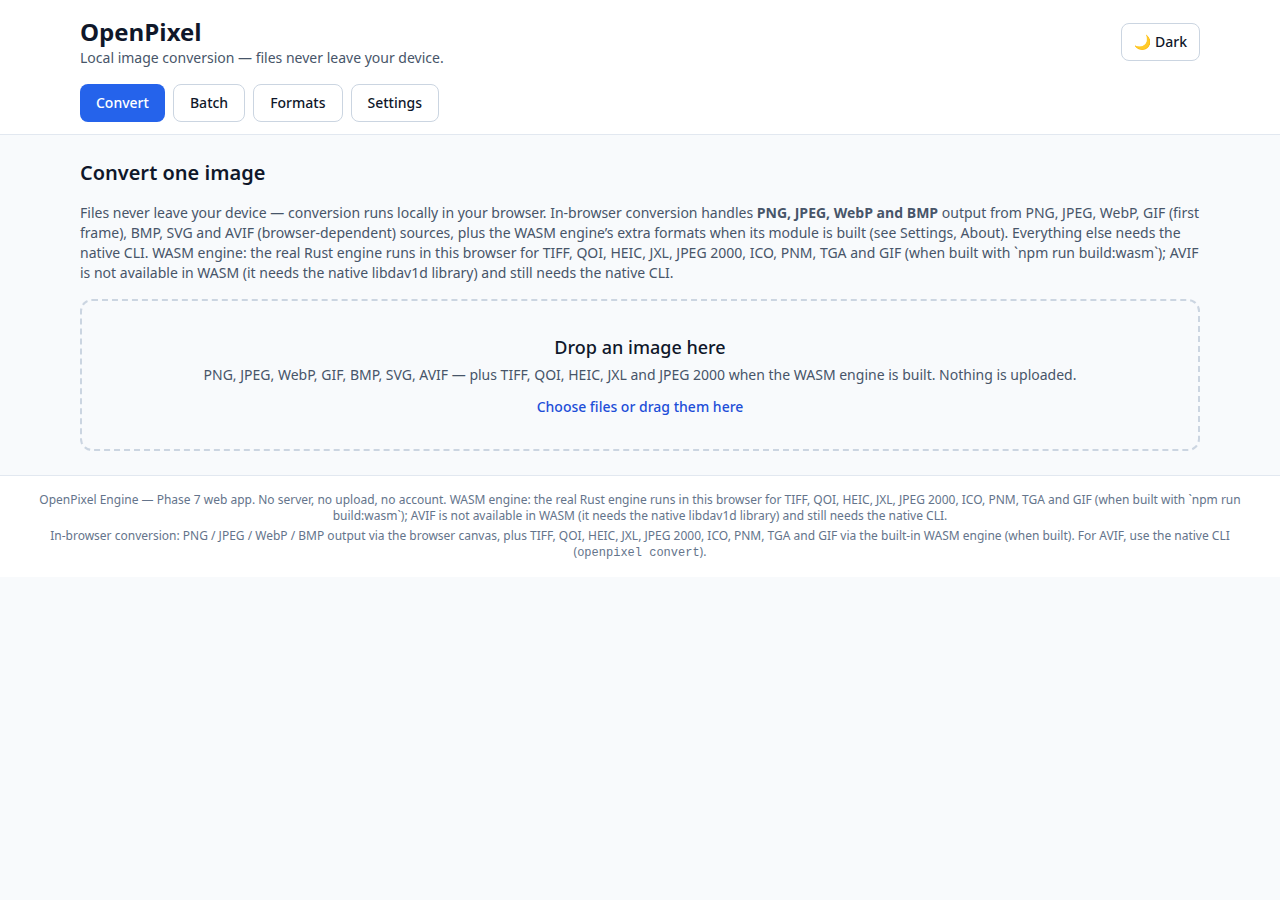 OpenPixel
Local image conversion — files never leave your device.
🌙 Dark
Convert
Batch
Formats
Settings
Convert one image
Files never leave your device — conversion runs locally in your browser. In-browser conversion handles PNG, JPEG, WebP and BMP output from PNG, JPEG, WebP, GIF (first
frame), BMP, SVG and AVIF (browser-dependent) sources, plus the WASM engine’s extra formats when its module is built (see Settings, About). Everything else needs the
native CLI. WASM engine: the real Rust engine runs in this browser for TIFF, QOI, HEIC, JXL, JPEG 2000, ICO, PNM, TGA and GIF (when built with `npm run build:wasm`); AVIF
is not available in WASM (it needs the native libdav1d library) and still needs the native CLI.
Drop an image here
PNG, JPEG, WebP, GIF, BMP, SVG, AVIF — plus TIFF, QOI, HEIC, JXL and JPEG 2000 when the WASM engine is built. Nothing is uploaded.
Choose files or drag them here
OpenPixel Engine — Phase 7 web app. No server, no upload, no account. WASM engine: the real Rust engine runs in this browser for TIFF, QOI, HEIC, JXL, JPEG 2000, ICO, PNM, TGA and GIF (when built with `npm run
build:wasm`); AVIF is not available in WASM (it needs the native libdav1d library) and still needs the native CLI.
In-browser conversion: PNG / JPEG / WebP / BMP output via the browser canvas, plus TIFF, QOI, HEIC, JXL, JPEG 2000, ICO, PNM, TGA and GIF via the built-in WASM engine (when built). For AVIF, use the native CLI
(openpixel convert).